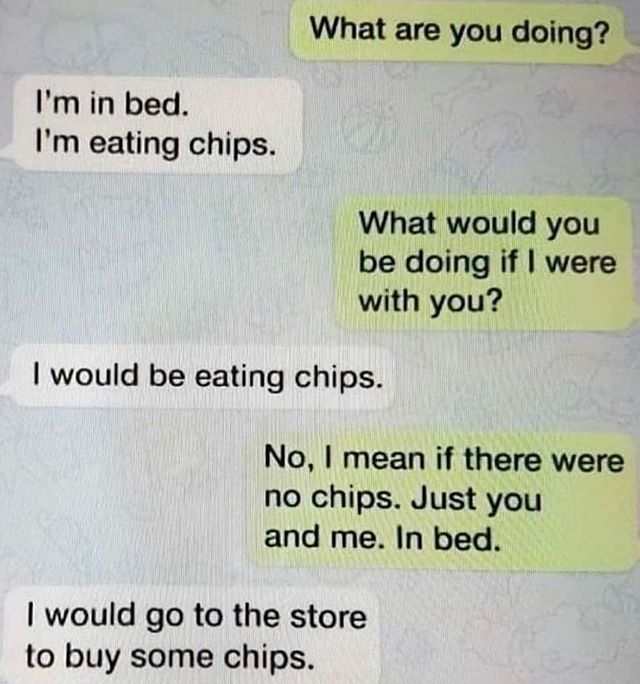 What are you doing?
I'm in bed.
I'm eating chips.
What would you
be doing if I were
with you?
I would be eating chips.
No, I mean if there were
no chips. Just you
and me. In bed.
I would go to the store
to buy some chips.